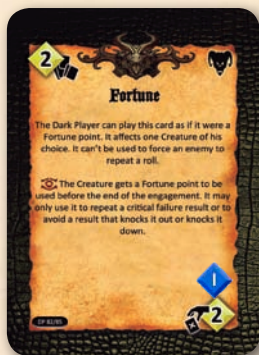 2
Fortune
The Dark Player can play this card as if it were a
Fortune point. It affects one Creature of his
choice. It can't be used to force an enemy to
repeat a roll.
The Creature gets a Fortune point to be
used before the end of the engagement. It may
only use it to repeat a critical failure result or to
avoid a result that knocks it out or knocks it
down.
I
2